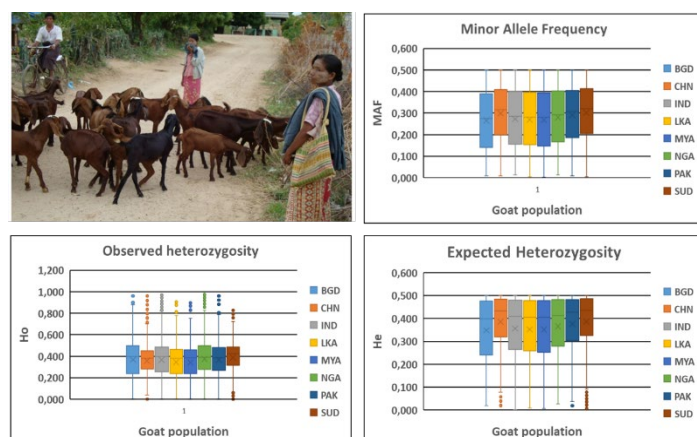 Minor Allele Frequency
0,600
0,500
0,400
0,300
0,200
0,100
0,000
MAF
1
Goat population
BGD
CHN
IND
LKA
MYA
NGA
PAK
SUD
Observed heterozygosity
1,200
1,000
0,800
0,600
0,400
0,200
0,000
Ho
1
Goat population
BGD
CHN
IND
LKA
MYA
NGA
PAK
SUD
Expected Heterozygosity
0,600
0,500
0,400
0,300
0,200
0,100
0,000
He
1
Goat population
BGD
CHN
IND
LKA
MYA
NGA
PAK
SUD